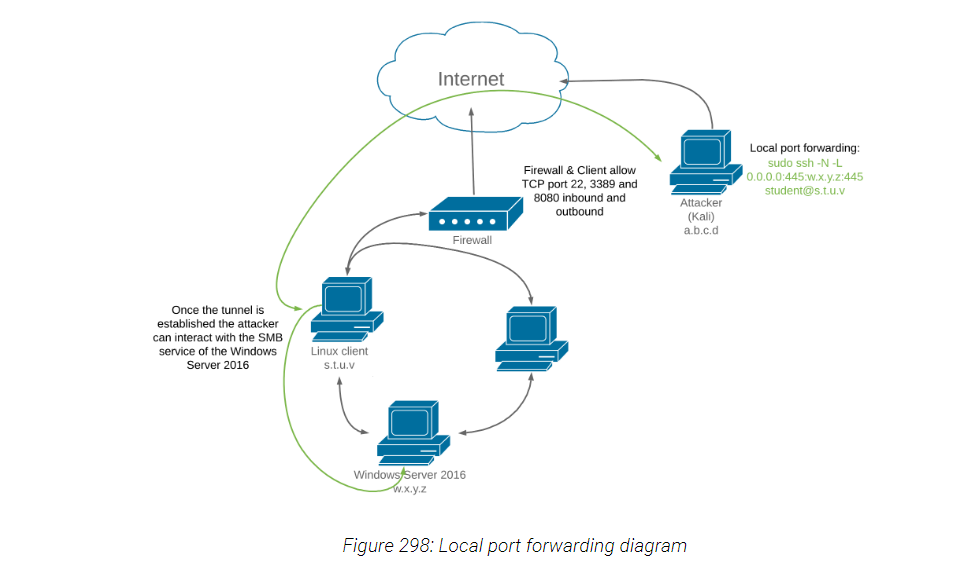 Internet
Local port forwarding:
sudo ssh -N -L
0.0.0.0:445:w.x.y.z:445
student@s.t.u.v
Firewall & Client allow
TCP port 22, 3389 and
8080 inbound and
outbound
Attacker
(Kali)
a.b.c.d
Firewall
Once the tunnel is
established the attacker
can interact with the SMB
service of the Windows
Server 2016
Linux client
s.t.u.v
Windows Server 2016
w.x.y.z
Figure 298: Local port forwarding diagram